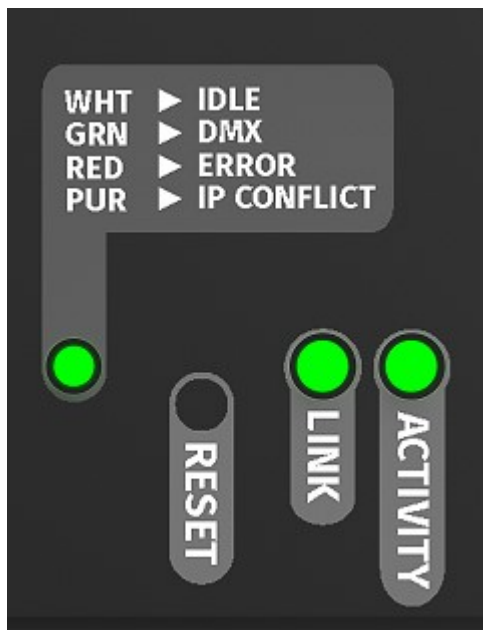 WHT ▶ IDLE
GRN ▶ DMX
RED ▶ ERROR
PUR ▶ IP CONFLICT
RESET
LINK
ACTIVITY